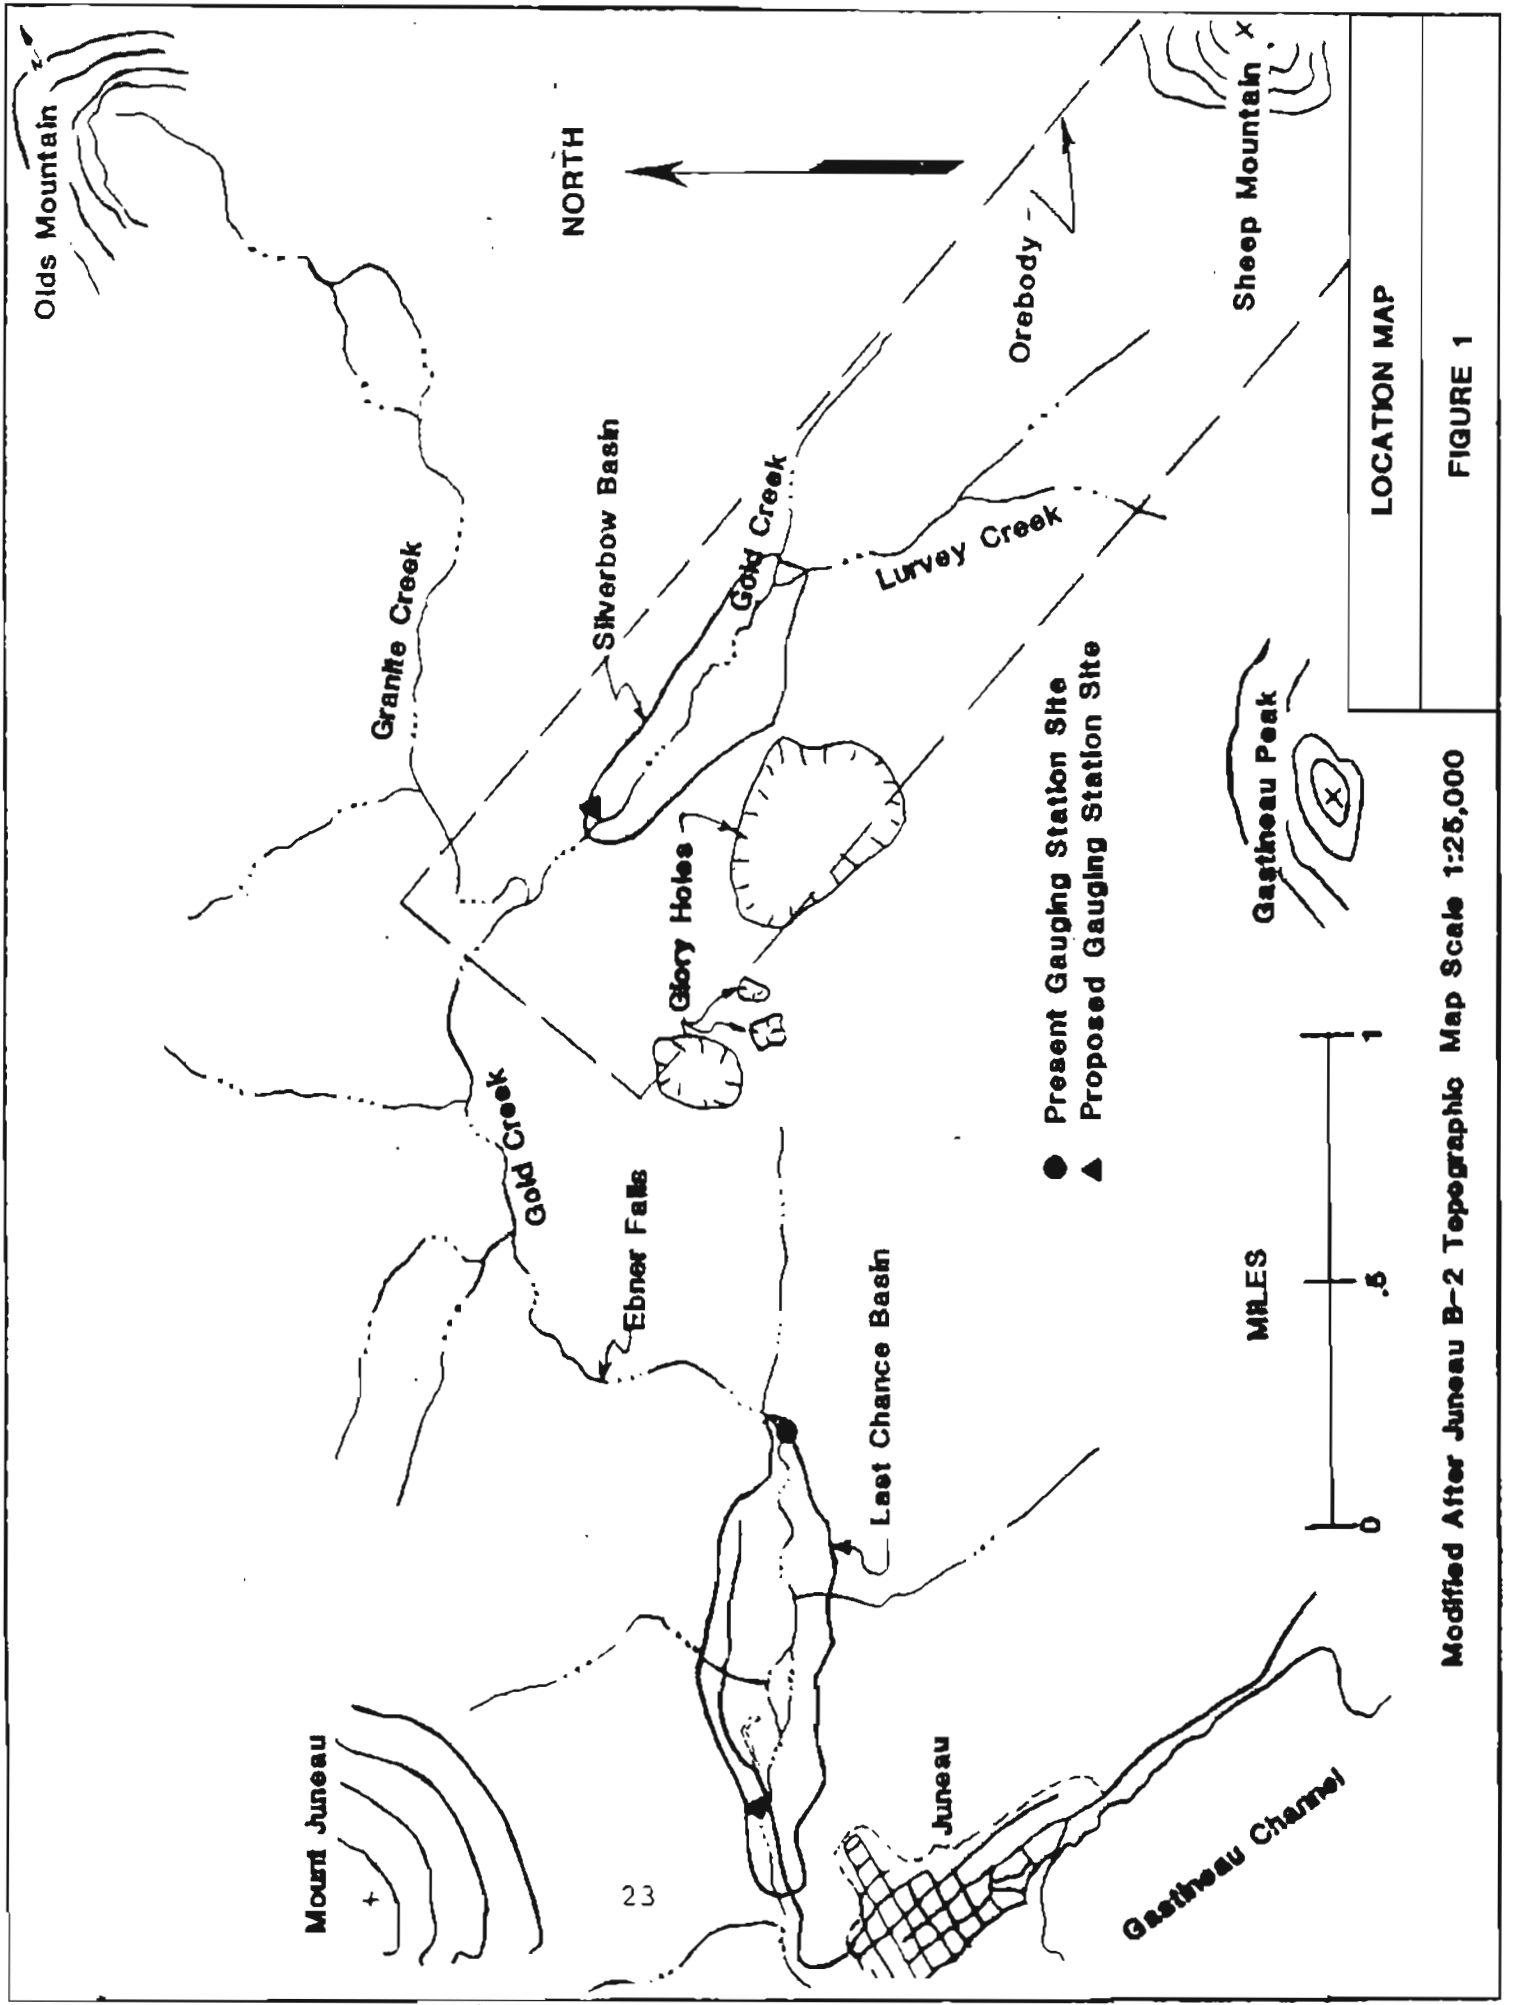 Olds Mountain
N
NORTH
Granite Creek
Silverbow Basin
Gold Creek
Lurvey Creek
Orebody
Sheep Mountain
Glory Holes
Gold Creek
Ebner Falls
Last Chance Basin
Mount Juneau
Juneau
Gastineau Channel
Gastineau Peak
Present Gauging Station Site
Proposed Gauging Station Site
MILES
0 .5 1
Modified After Juneau B-2 Topographic Map Scale 1:25,000
LOCATION MAP
FIGURE 1
23